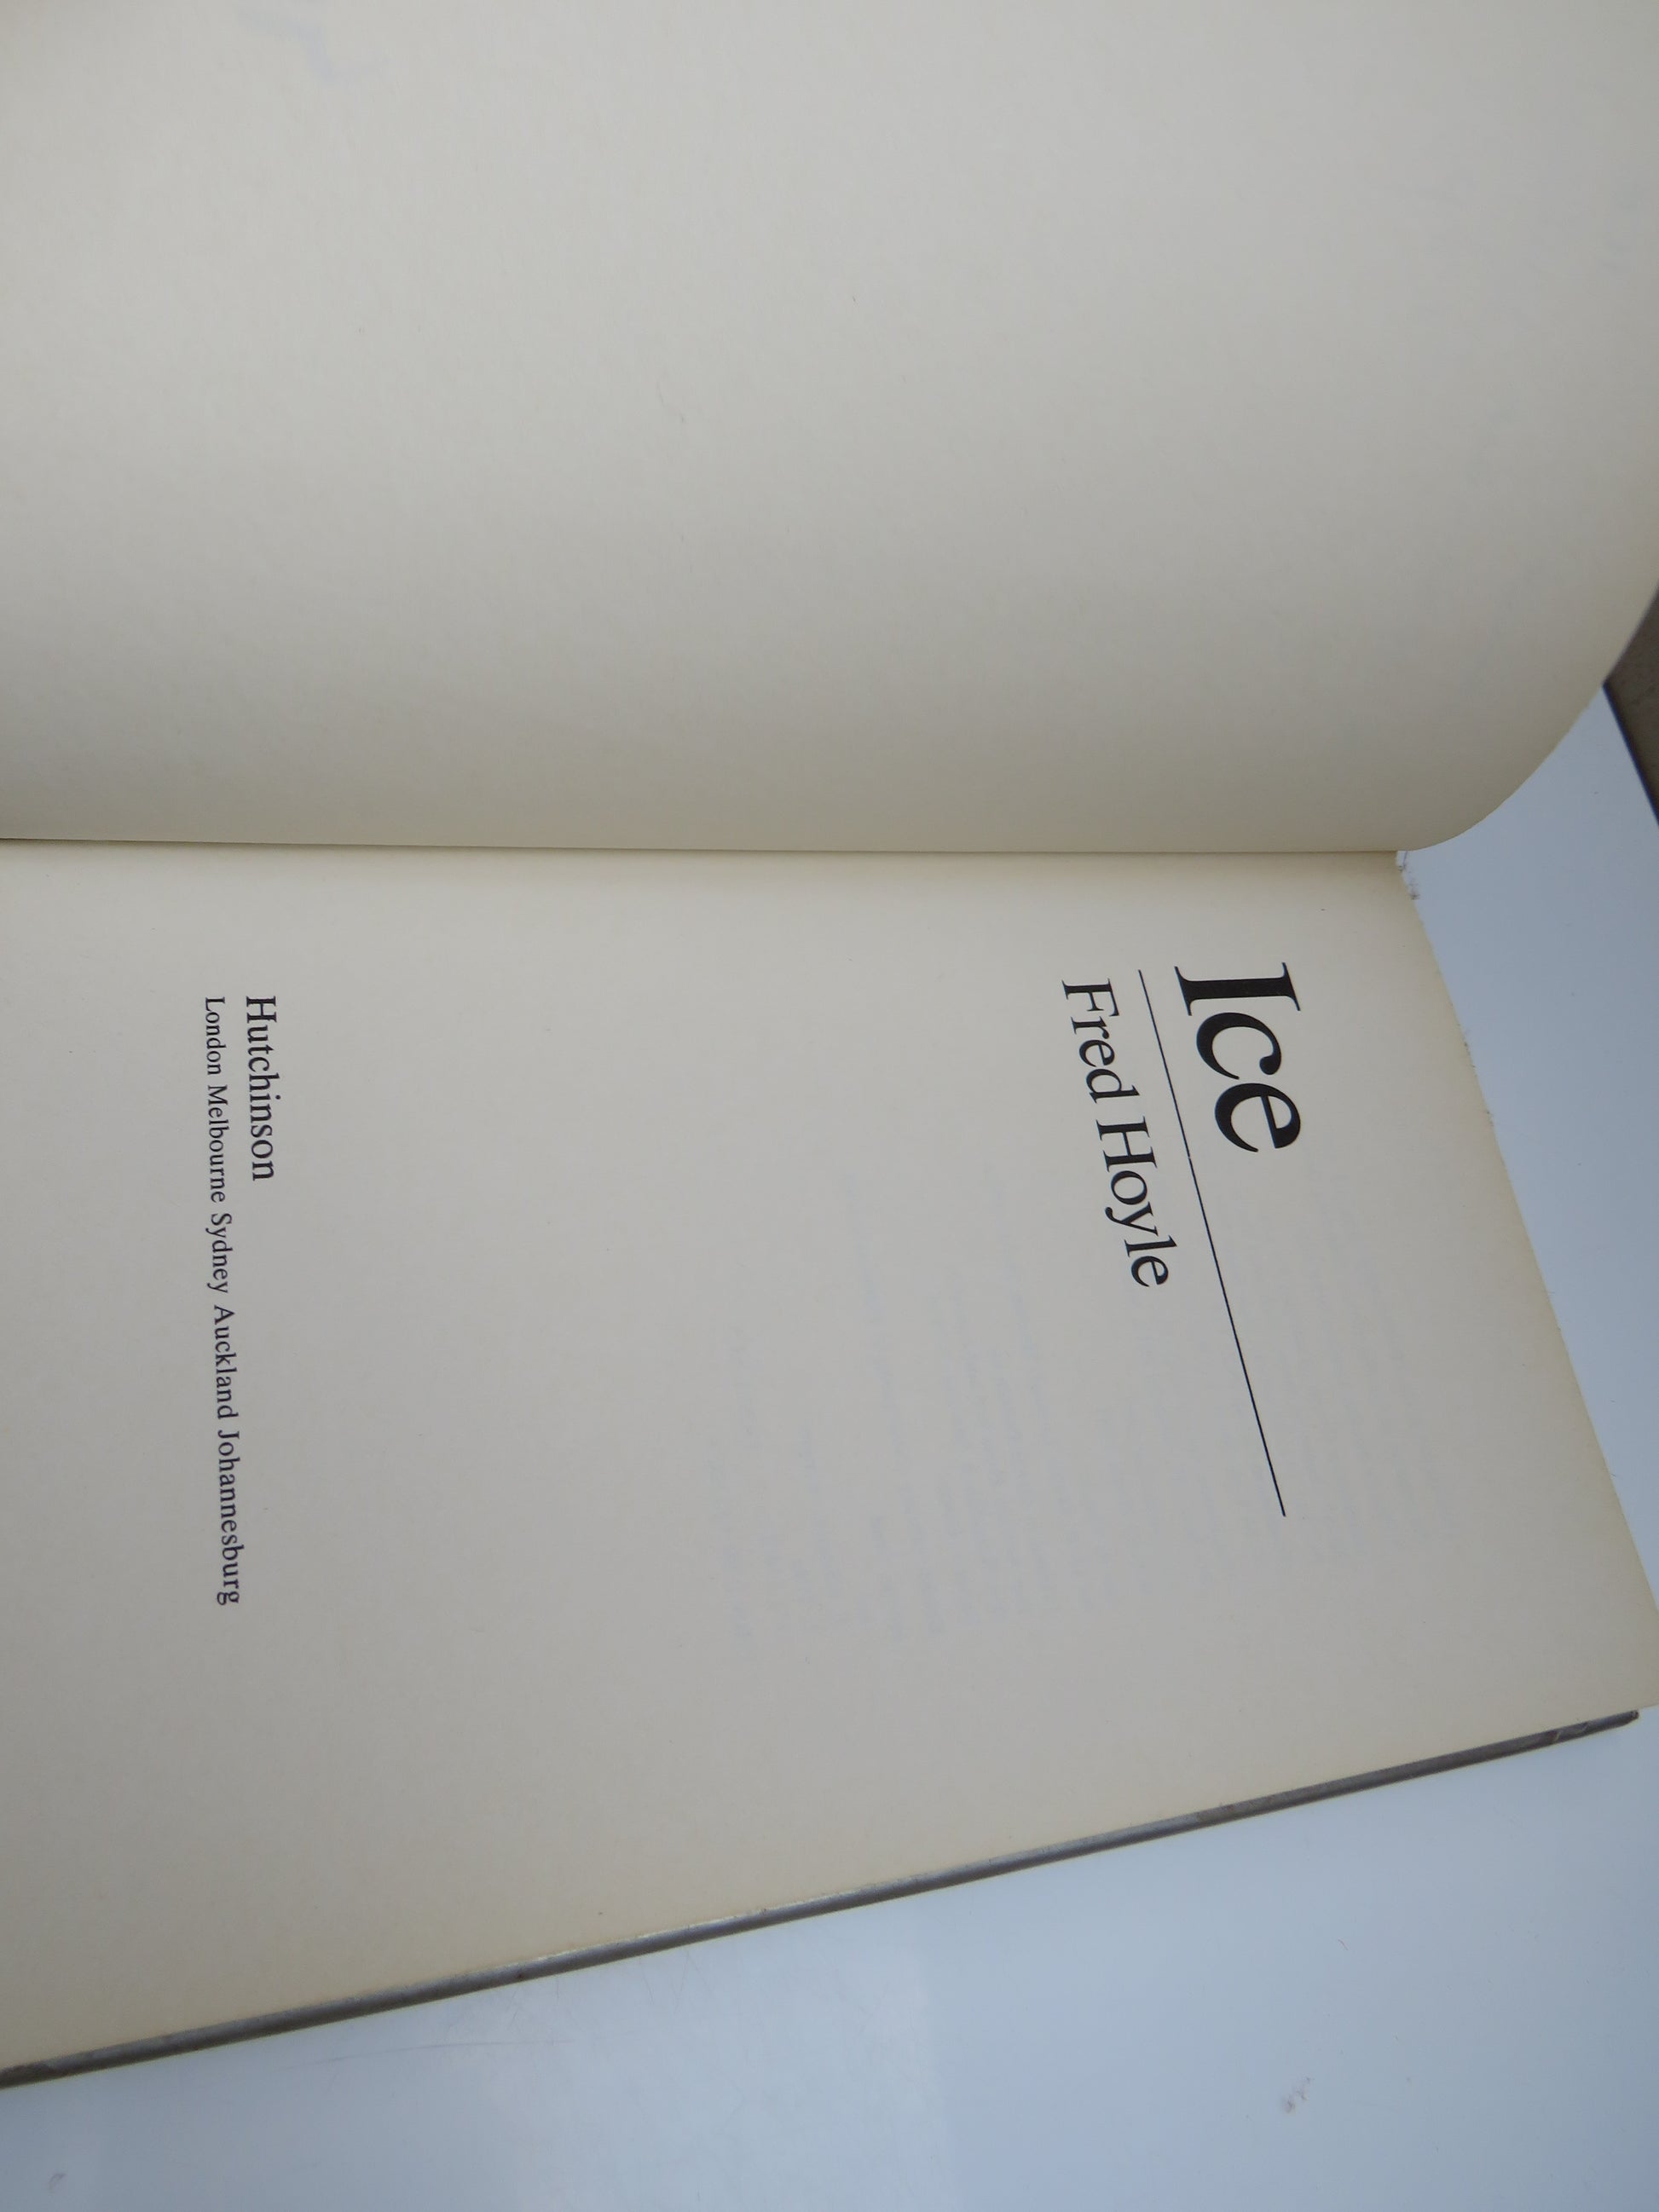 Ice
Fred Hoyle
Hutchinson
London Melbourne Sydney Auckland Johannesburg